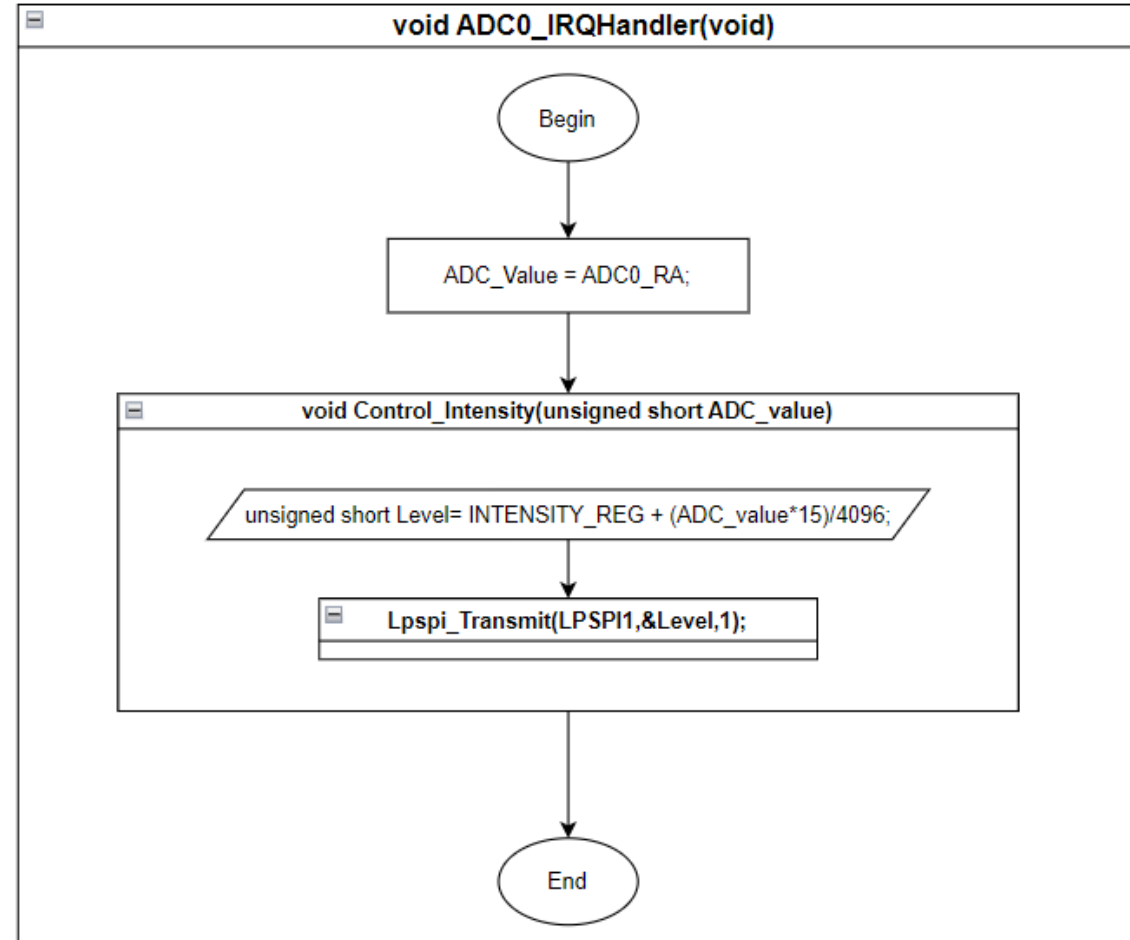 void ADC0_IRQHandler(void)
Begin
ADC_Value = ADC0_RA;
void Control_Intensity(unsigned short ADC_value)
unsigned short Level= INTENSITY_REG + (ADC_value*15)/4096;
Lpspi_Transmit(LPSPI1,&Level,1);
End